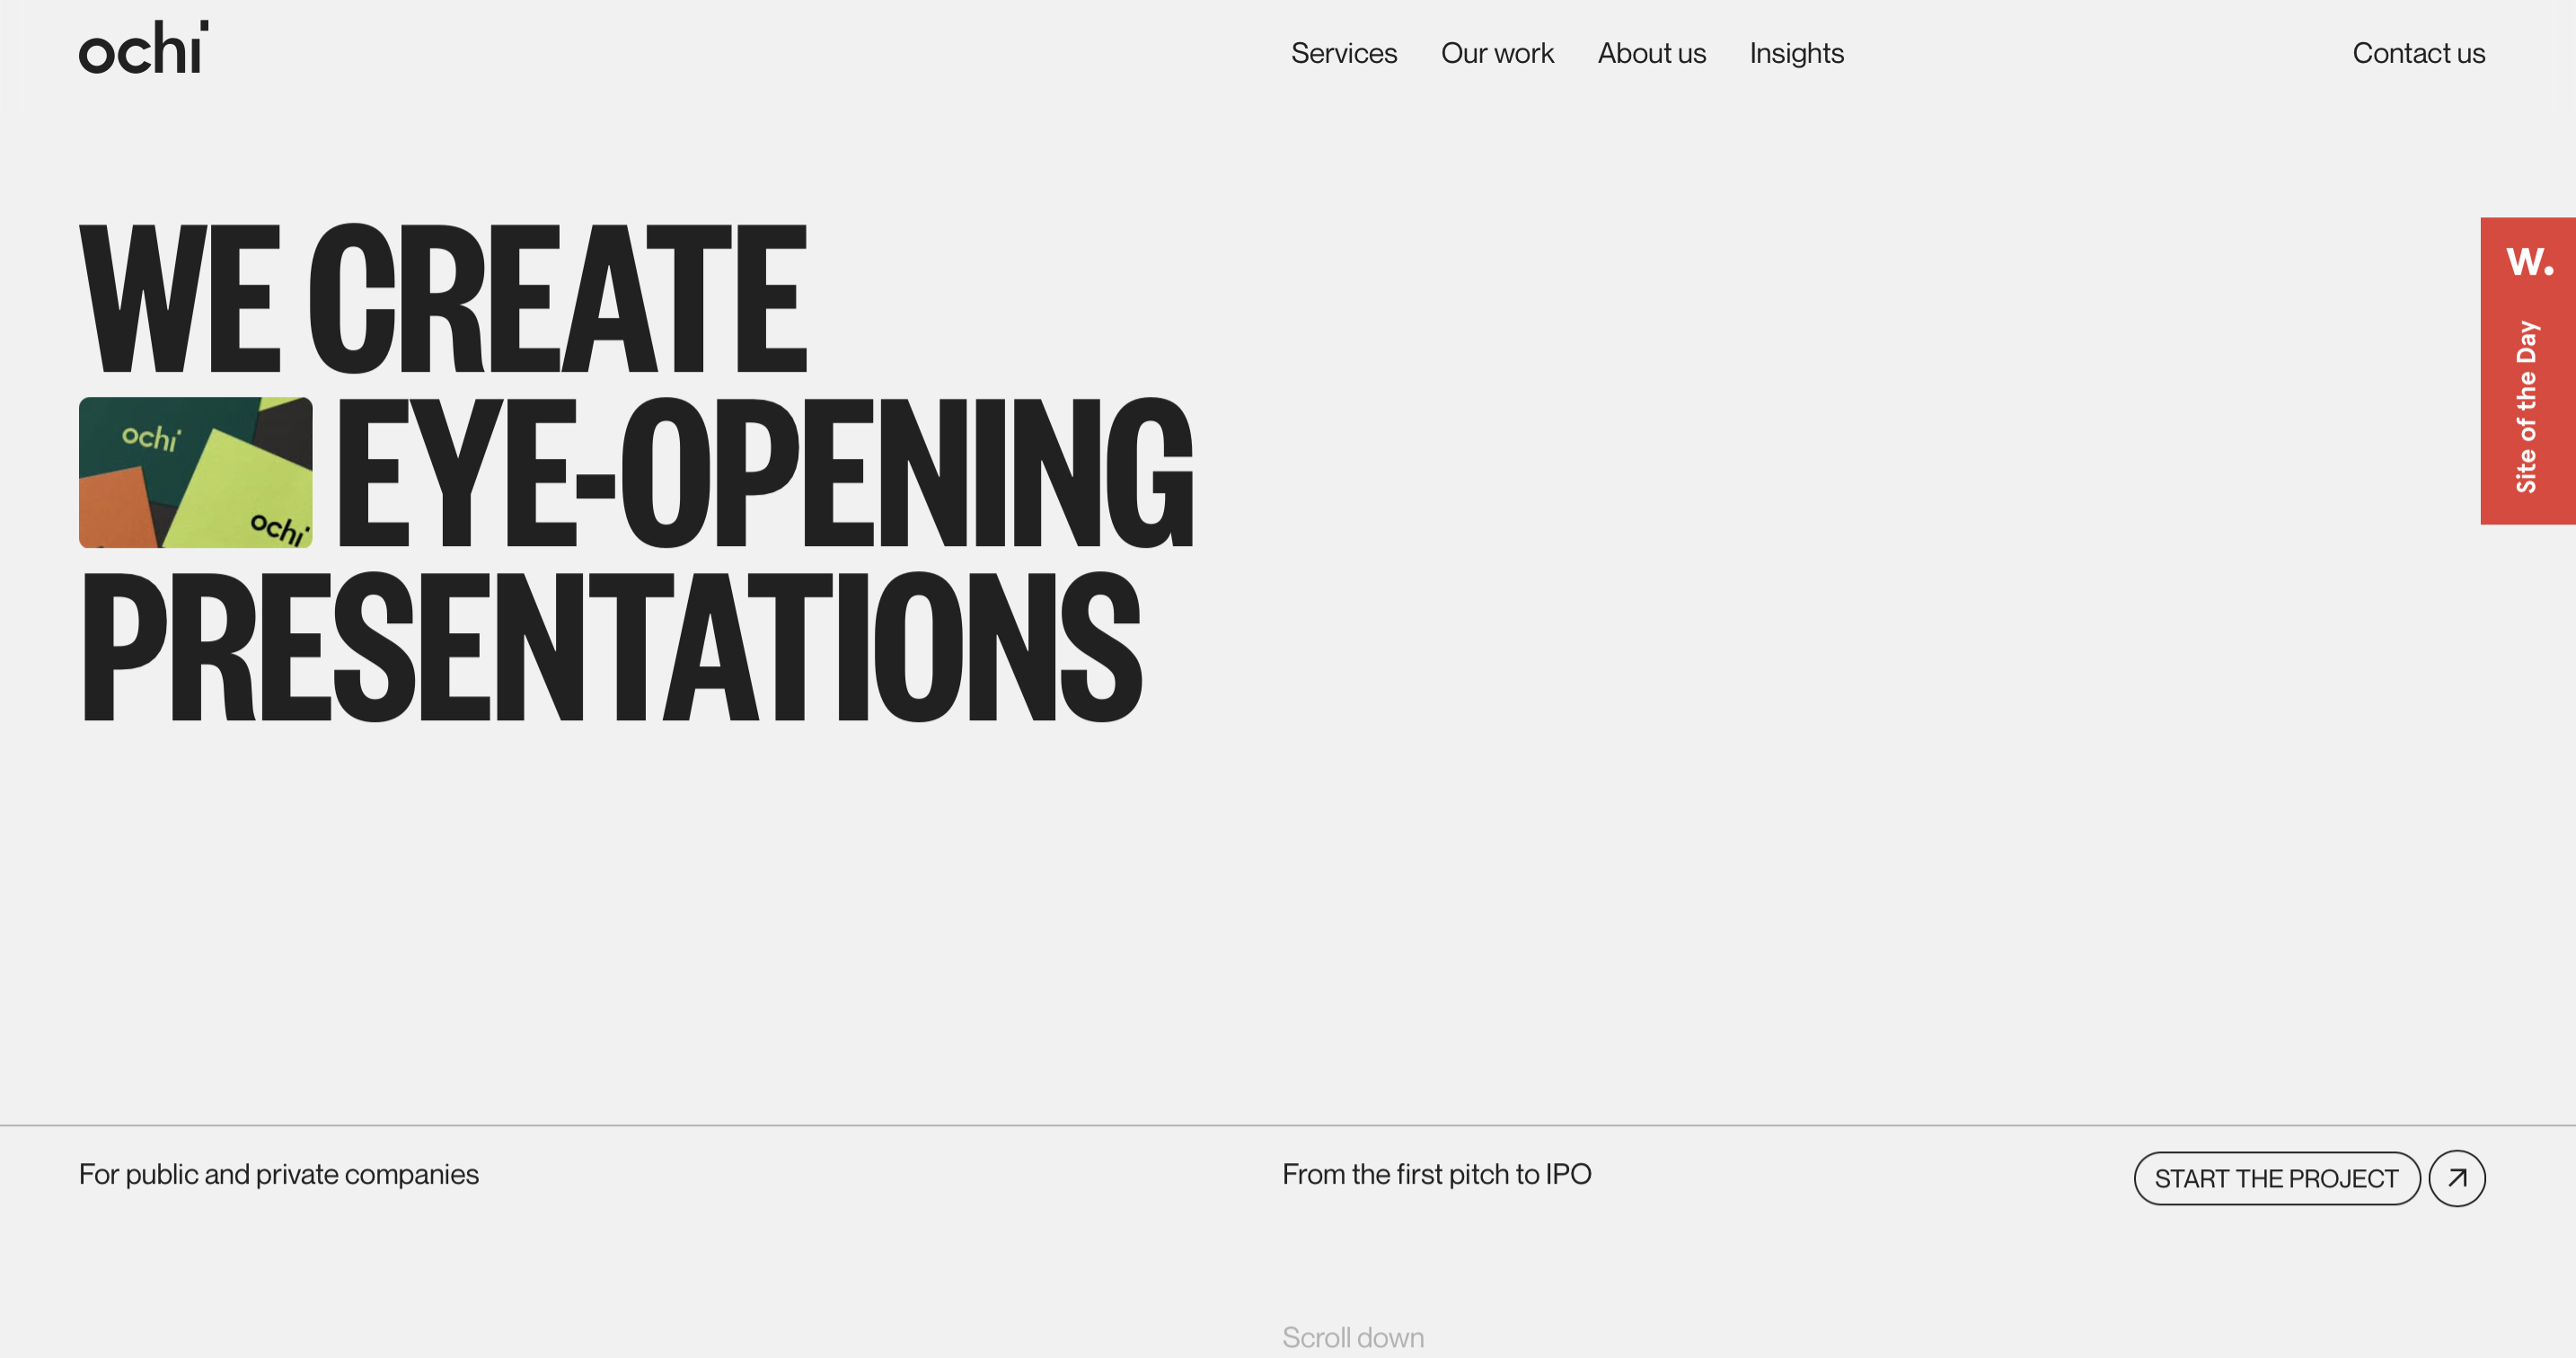 ochi
Services
Our work
About us
Insights
Contact us
WE CREATE
ochi
ochi
EYE-OPENING
PRESENTATIONS
W.
Site of the Day
For public and private companies
From the first pitch to IPO
START THE PROJECT
Scroll down